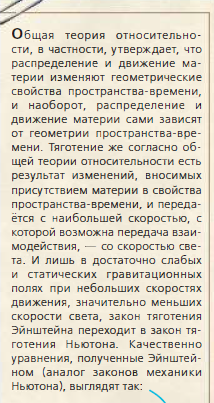 Общая теория относительно-
сти, в частности, утверждает, что
распределение и движение ма-
терии изменяют геометрические
свойства пространства-времени,
и наоборот, распределение и
движение материи сами зависят
от геометрии пространства-вре-
мени. Тяготение же согласно об-
щей теории относительности есть
результат изменений, вносимых
присутствием материи в свойства
пространства-времени, и переда-
ётся с наибольшей скоростью, с
которой возможна передача взаи-
модействия, — со скоростью све-
та. И лишь в достаточно слабых
и статических гравитационных
полях при небольших скоростях
движения, значительно меньших
скорости света, закон тяготения
Эйнштейна переходит в закон тя-
готения Ньютона. Качественно
уравнения, полученные Эйнштей-
ном (аналог законов механики
Ньютона), выглядят так: